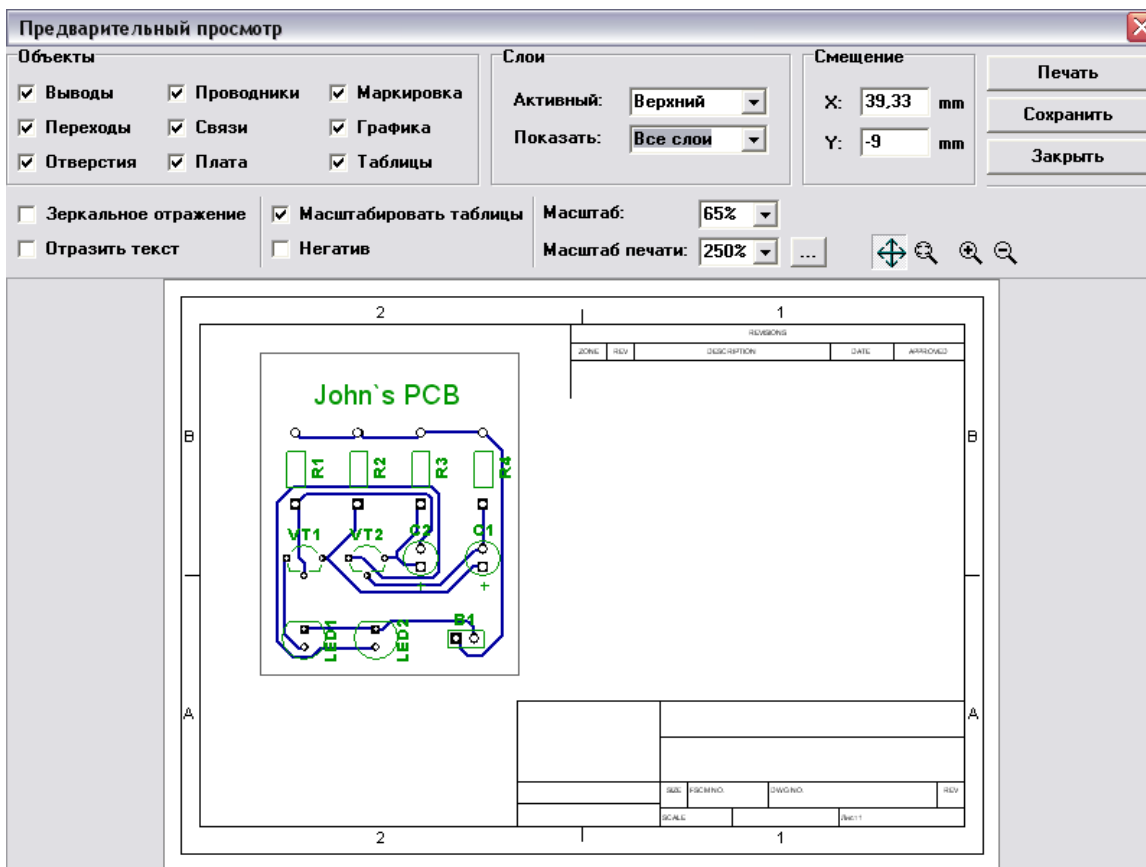 Предварительный просмотр
Объекты
Выводы Проводники Маркировка
Переходы Связи Графика
Отверстия Плата Таблицы
Слои
Активный: Верхний
Показать: Все слои
Смещение
X: 39,33 mm
Y: -9 mm
Печать
Сохранить
Закрыть
Зеркальное отражение
Отразить текст
Масштабировать таблицы
Негатив
Масштаб: 65%
Масштаб печати: 250% ...
2 1
REVISIONS
ZONE REV DESCRIPTION DATE APPROVED
John`s PCB
B B
R1 R2 R3 R4
VT1 VT2 C2 C1
+ +
LED1 LED2 B1
A A
SIZE FSCM NO. DWG NO. REV
SCALE Лист1
2 1